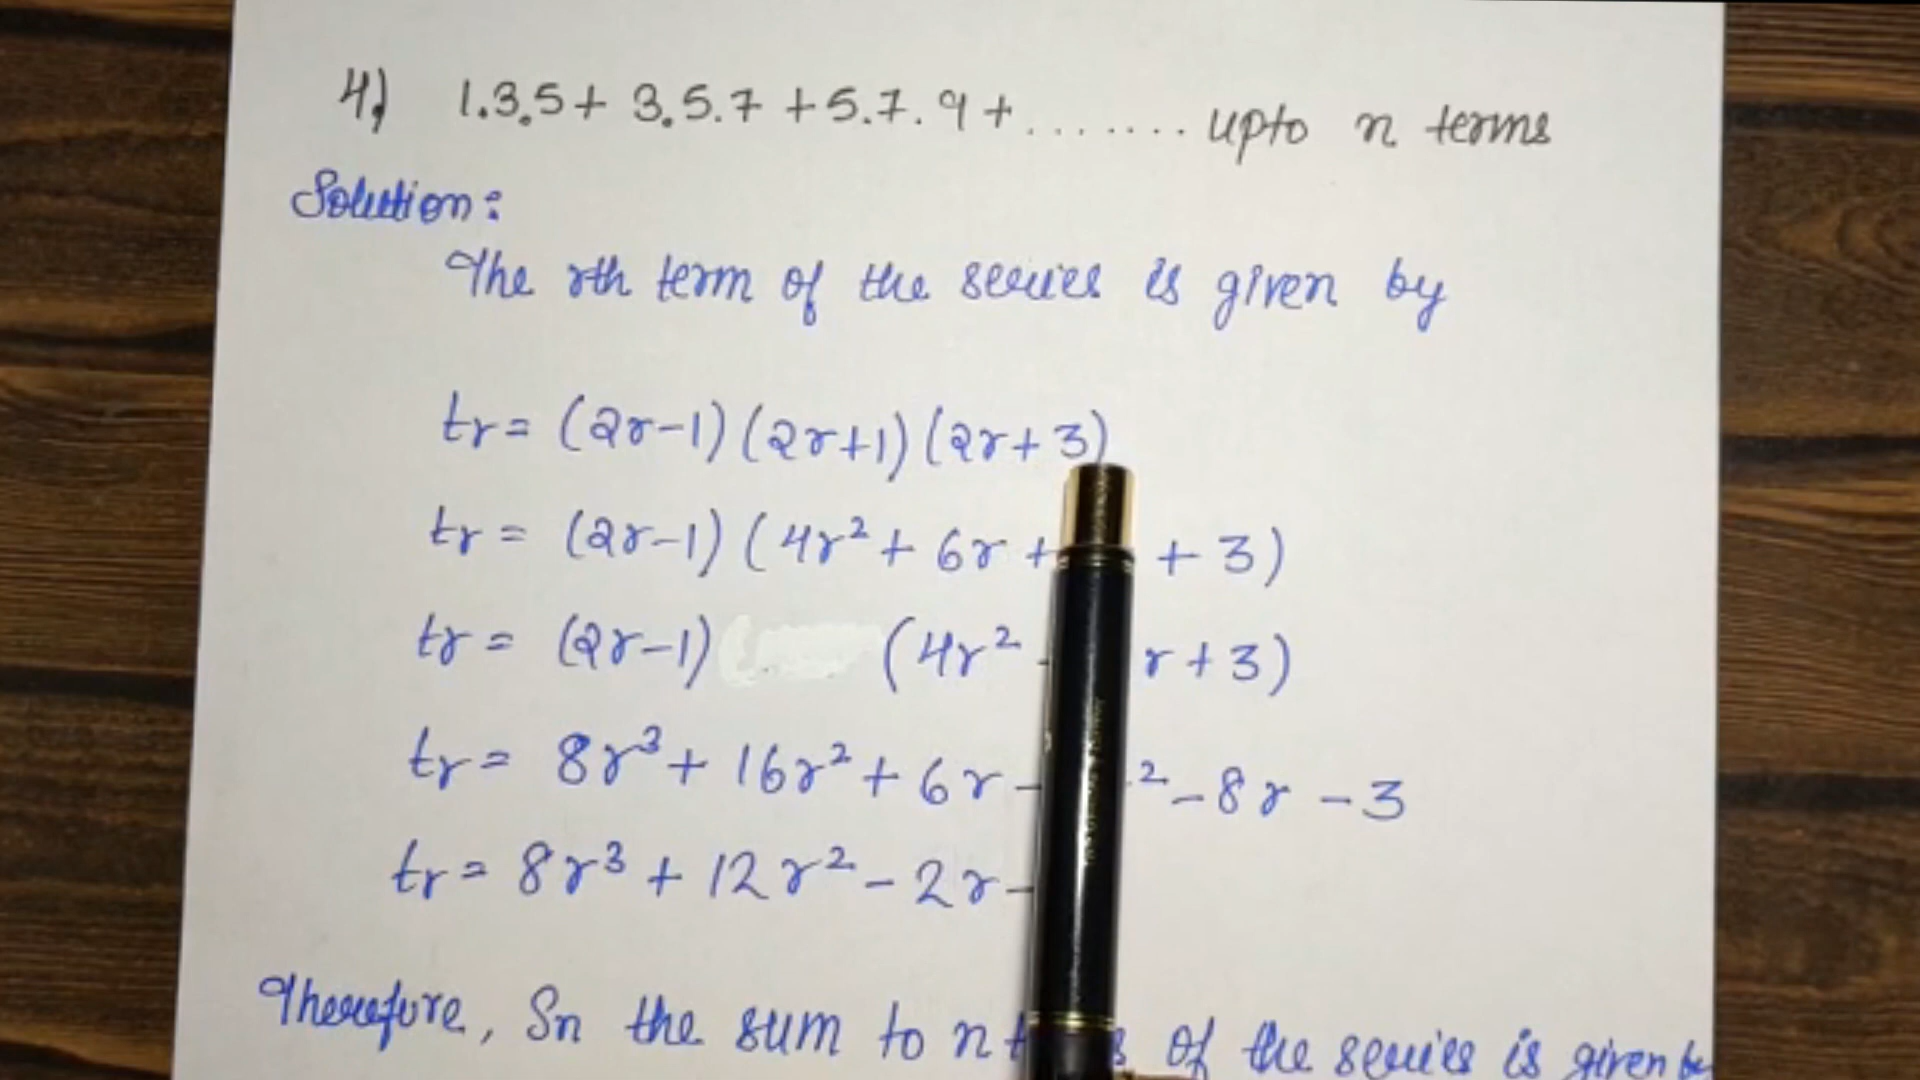 4) 1.3.5 + 3.5.7 + 5.7.9 + ........ upto n terms
Solution:
The rth term of the series is given by
tr = (2r-1) (2r+1) (2r+3)
tr = (2r-1) (4r² + 6r + + 3)
tr = (2r-1) (4r² r + 3)
tr = 8r³ + 16r² + 6r - ² - 8r - 3
tr = 8r³ + 12r² - 2r -
Therefore, Sn the sum to n of the series is given by